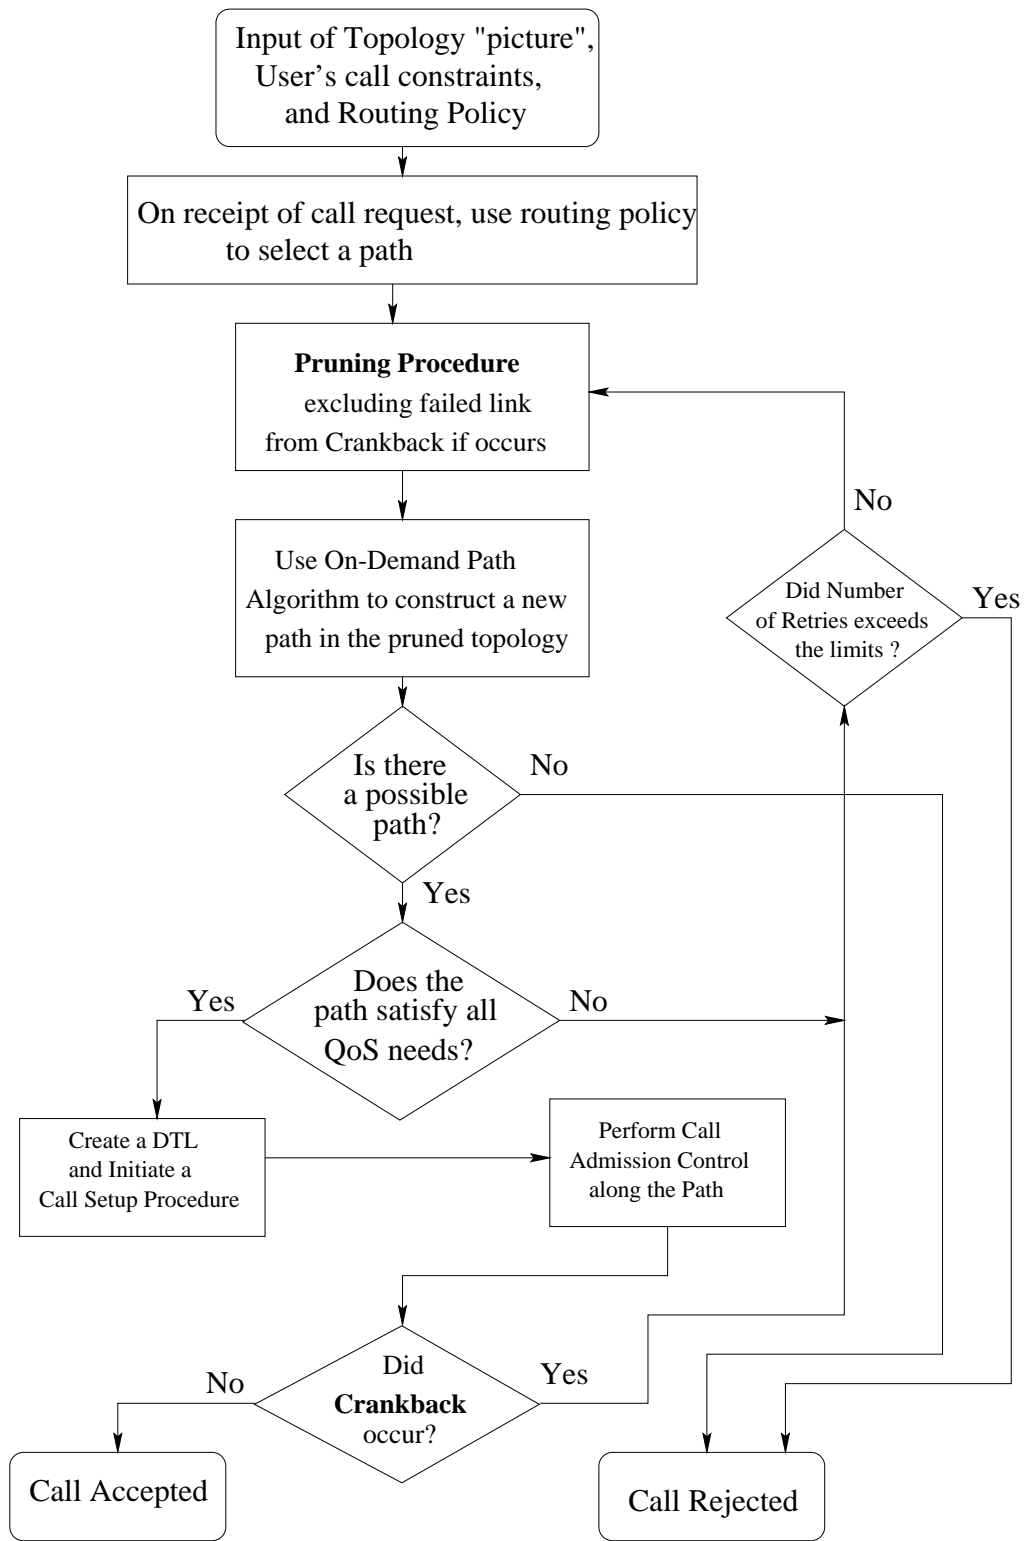 Input of Topology "picture",
User's call constraints,
and Routing Policy
On receipt of call request, use routing policy
to select a path
Pruning Procedure
excluding failed link
from Crankback if occurs
No
Use On-Demand Path
Algorithm to construct a new
path in the pruned topology
Did Number
of Retries exceeds
the limits ?
Yes
Is there
a possible
path?
No
Yes
Does the
path satisfy all
QoS needs?
Yes
No
Create a DTL
and Initiate a
Call Setup Procedure
Perform Call
Admission Control
along the Path
Did
Crankback
occur?
No
Yes
Call Accepted
Call Rejected